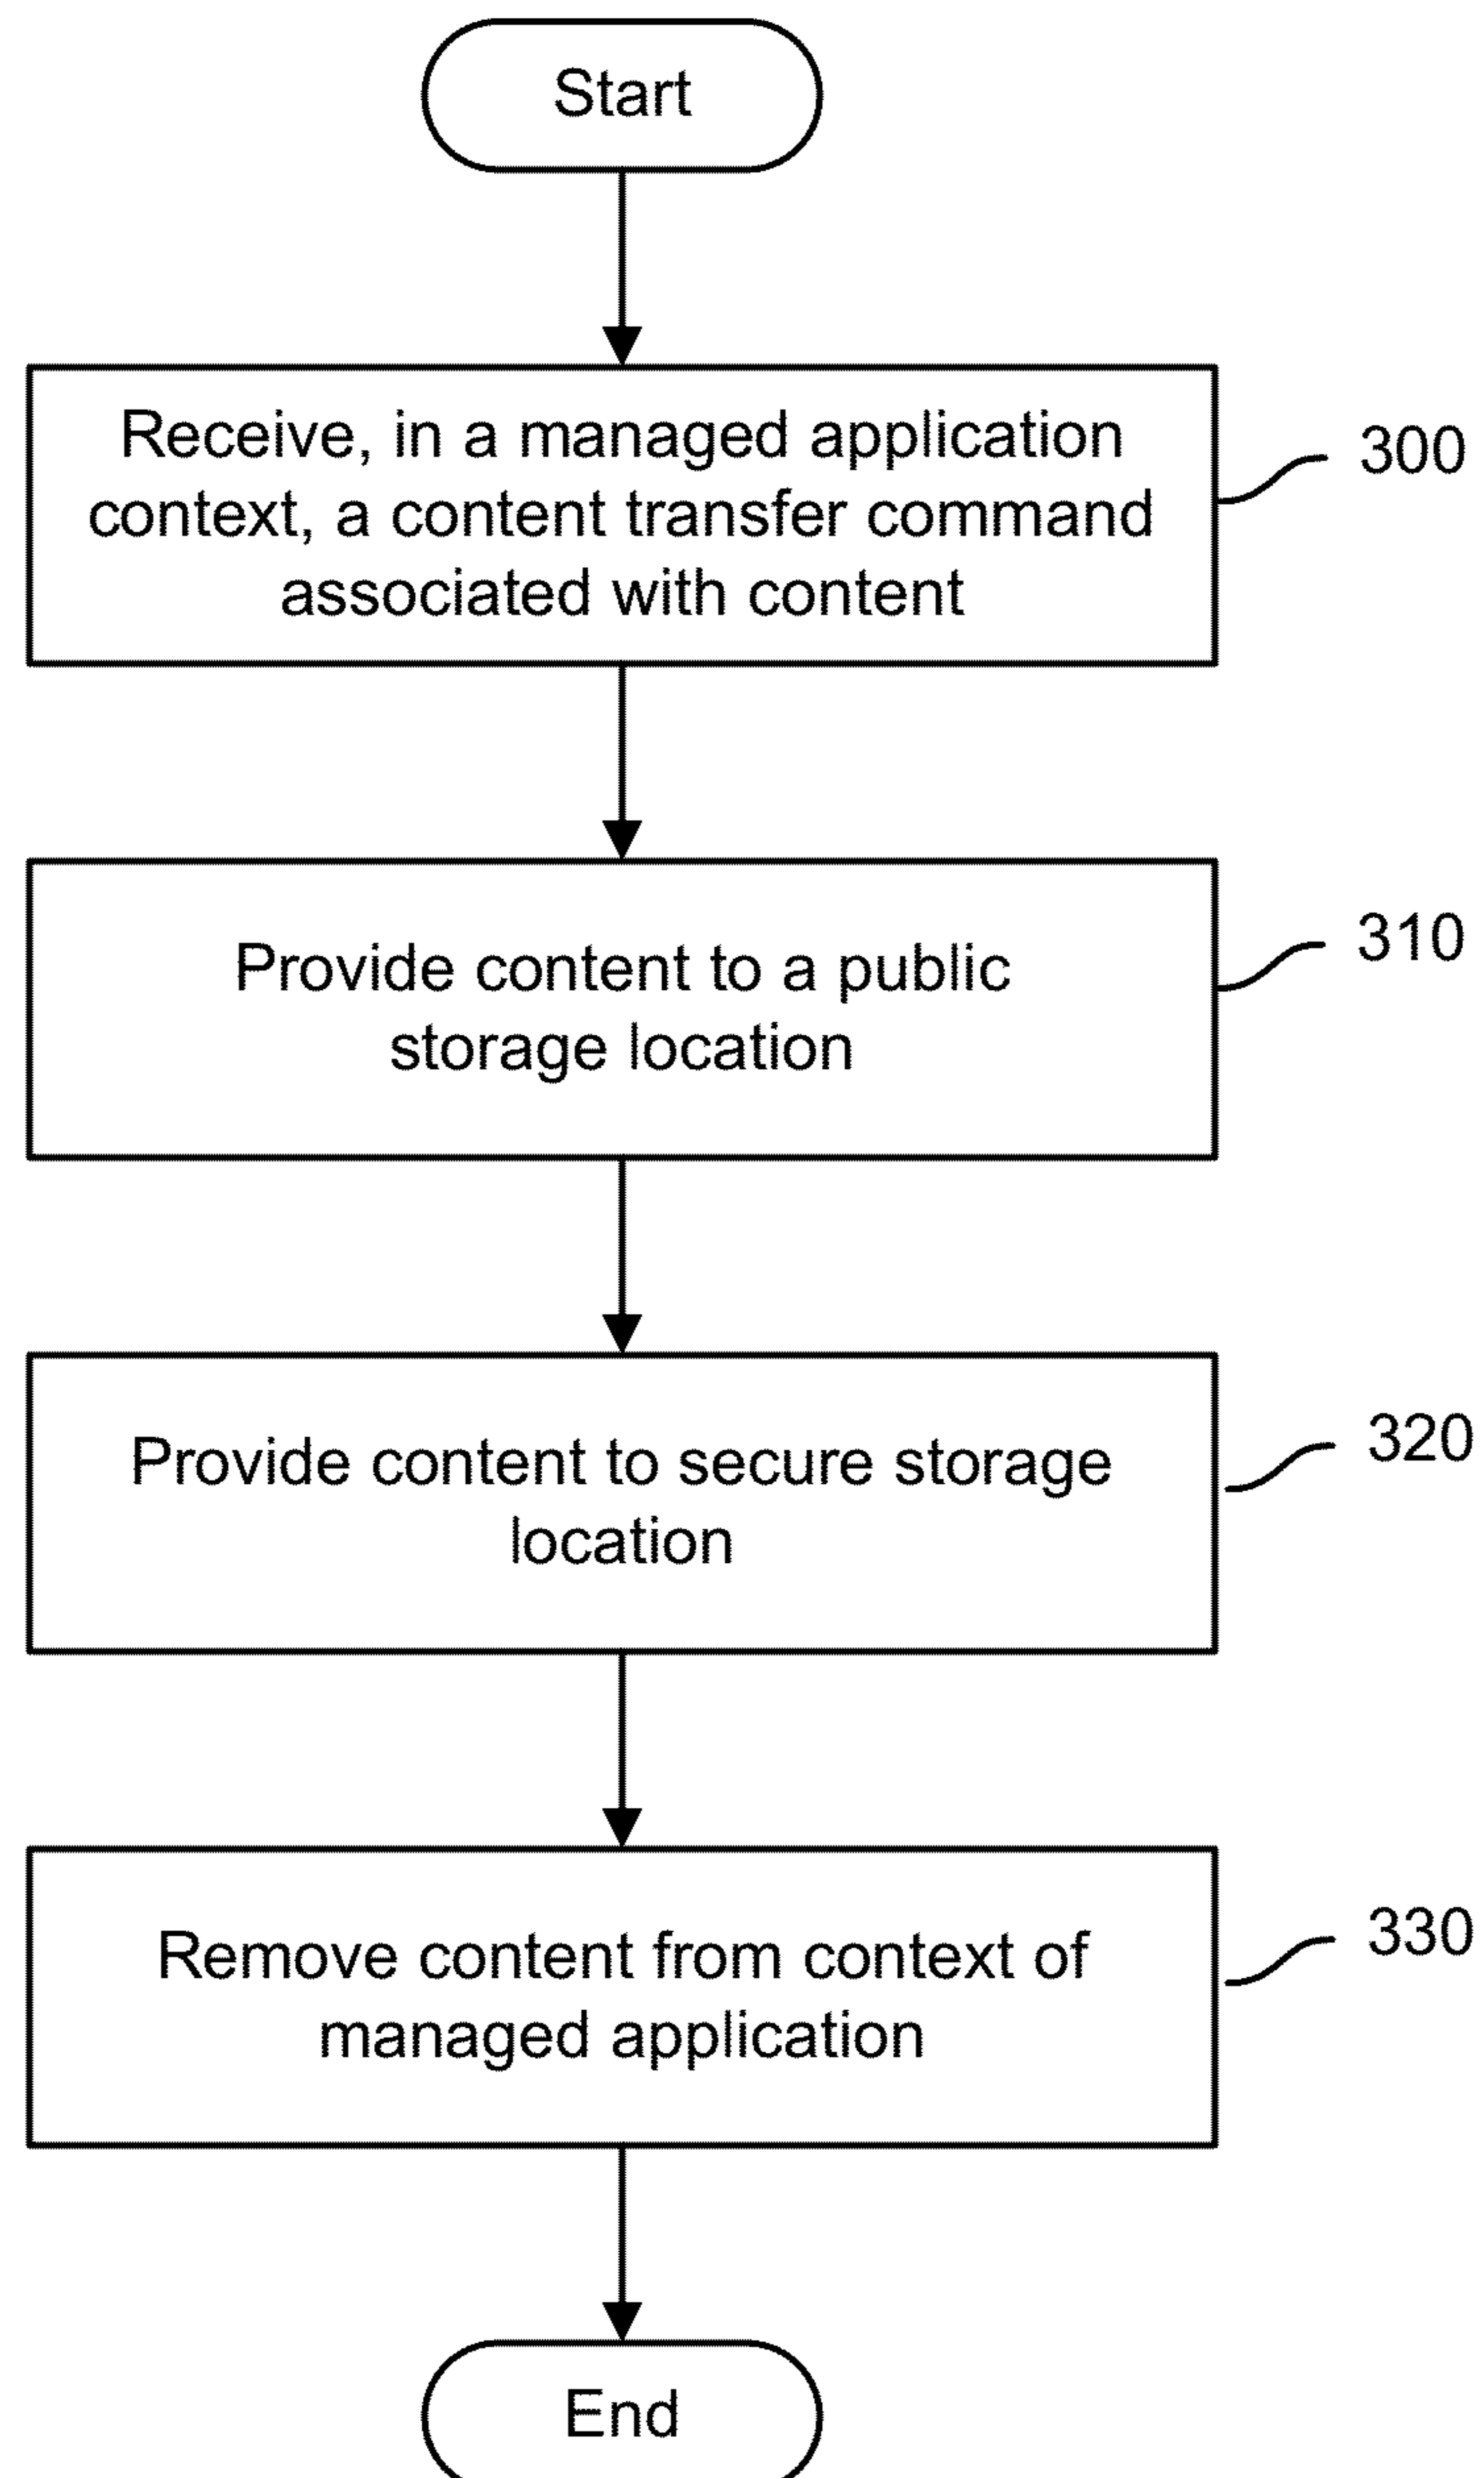 Start
Receive, in a managed application
context, a content transfer command
associated with content
300
Provide content to a public
storage location
310
Provide content to secure storage
location
320
Remove content from context of
managed application
330
End